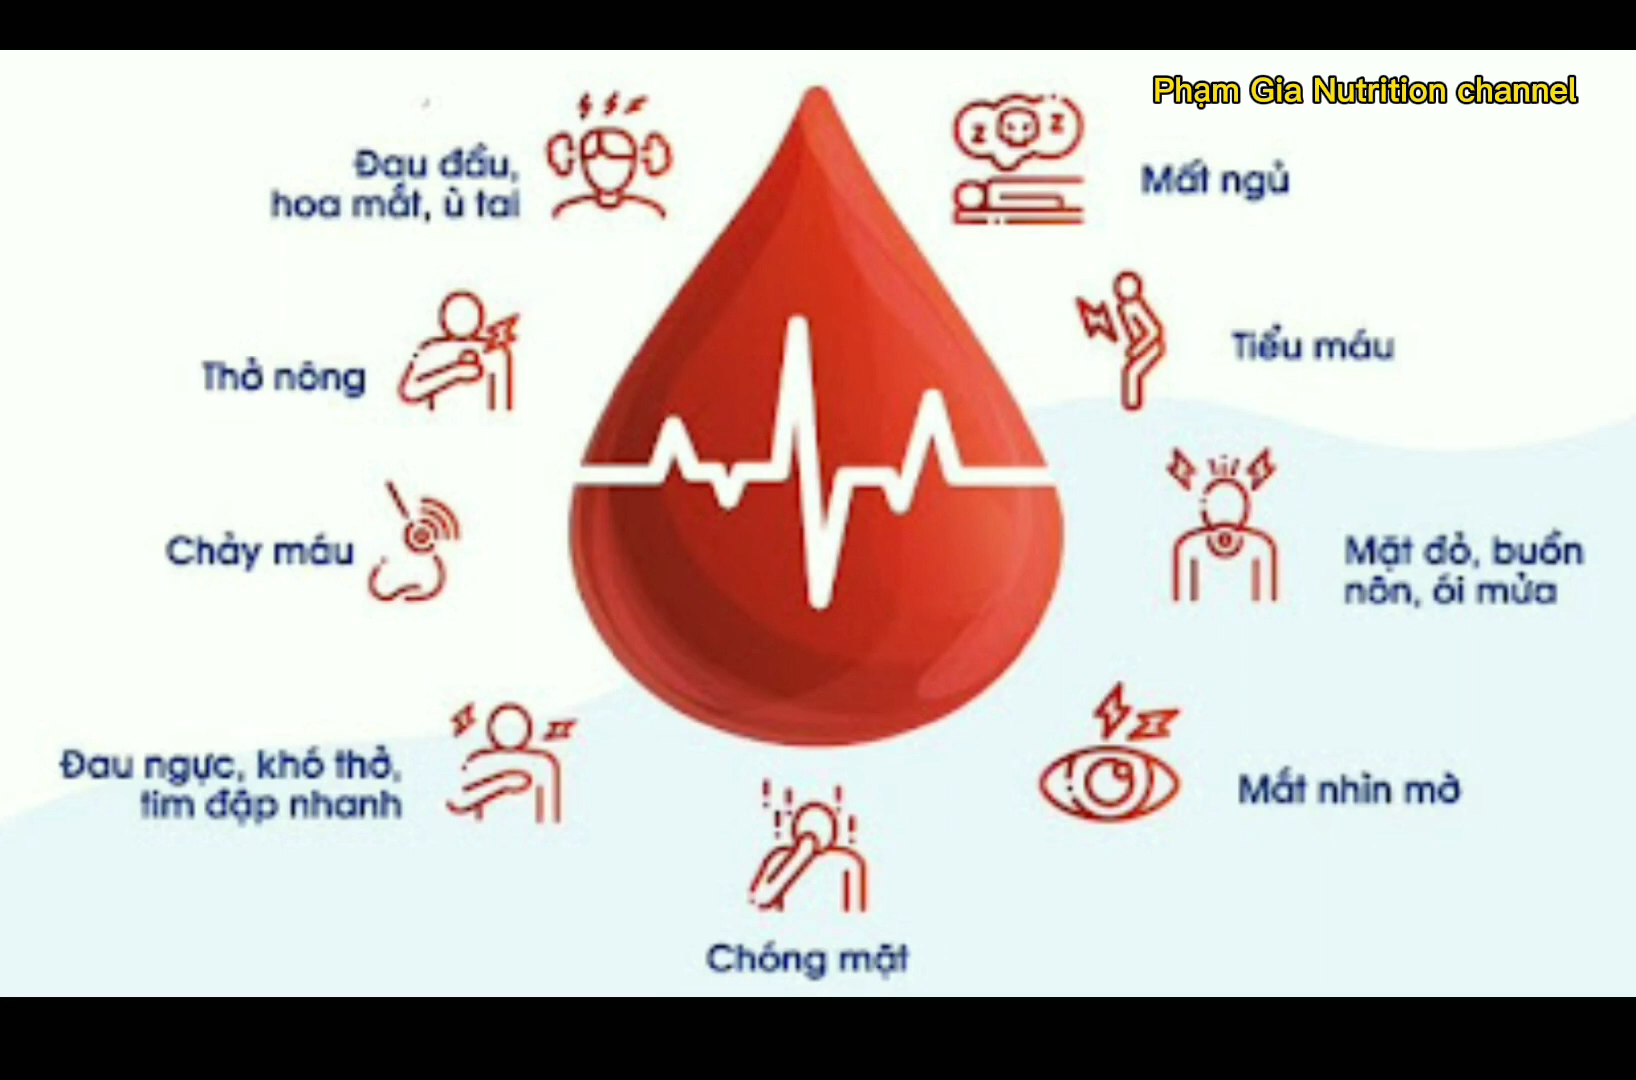 Phạm Gia Nutrition channel
Đau đầu,
hoa mắt, ù tai
Mất ngủ
Thở nông
Tiểu máu
Chảy máu
Mặt đỏ, buồn
nôn, ói mửa
Đau ngực, khó thở,
tim đập nhanh
Mắt nhìn mờ
Chóng mặt